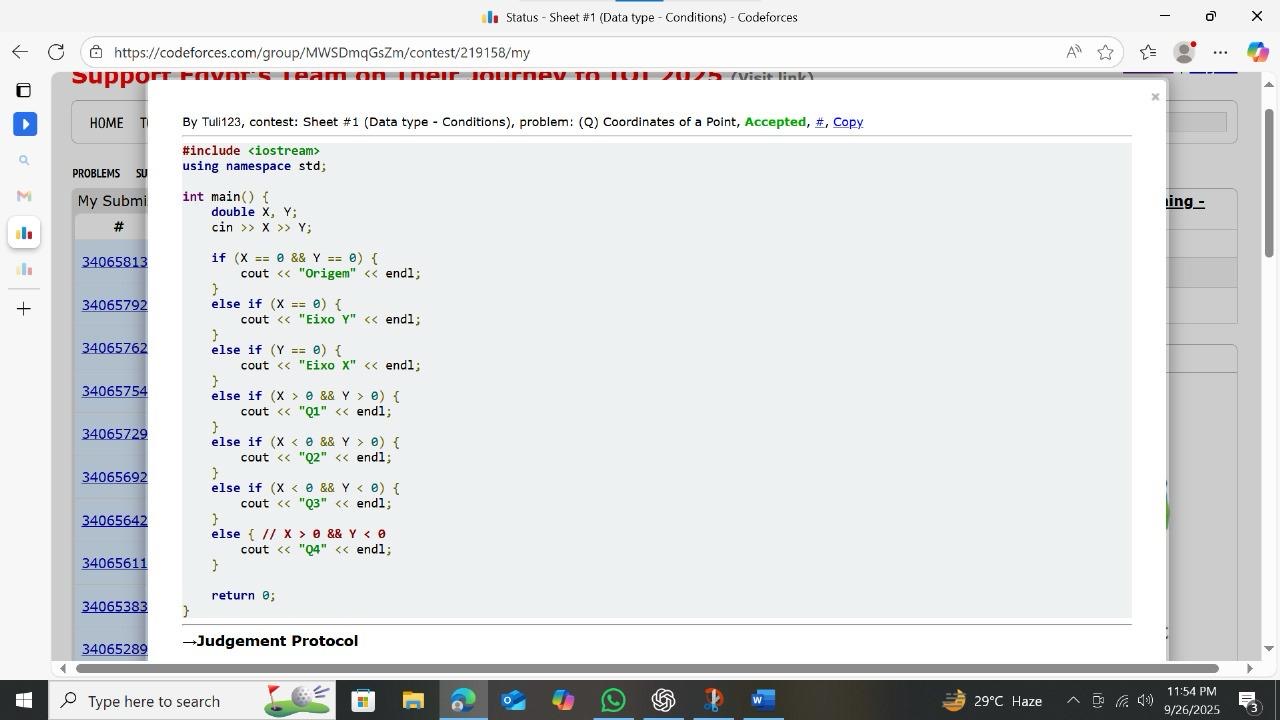 Status - Sheet #1 (Data type - Conditions) - Codeforces
https://codeforces.com/group/MWSDmqGsZm/contest/219158/my
Support Egypt's Team on Their Journey to IOI 2025 (Visit link)
HOME
By Tuli123, contest: Sheet #1 (Data type - Conditions), problem: (Q) Coordinates of a Point, Accepted, #, Copy
PROBLEMS SU
My Submi
ning -
#
34065813
34065792
34065762
34065754
34065729
34065692
34065642
34065611
34065383
34065289
#include <iostream>
using namespace std;
int main() {
double X, Y;
cin >> X >> Y;
if (X == 0 && Y == 0) {
cout << "Origem" << endl;
}
else if (X == 0) {
cout << "Eixo Y" << endl;
}
else if (Y == 0) {
cout << "Eixo X" << endl;
}
else if (X > 0 && Y > 0) {
cout << "Q1" << endl;
}
else if (X < 0 && Y > 0) {
cout << "Q2" << endl;
}
else if (X < 0 && Y < 0) {
cout << "Q3" << endl;
}
else { // X > 0 && Y < 0
cout << "Q4" << endl;
}
return 0;
}
→Judgement Protocol
Type here to search
29°C Haze
11:54 PM
9/26/2025
3